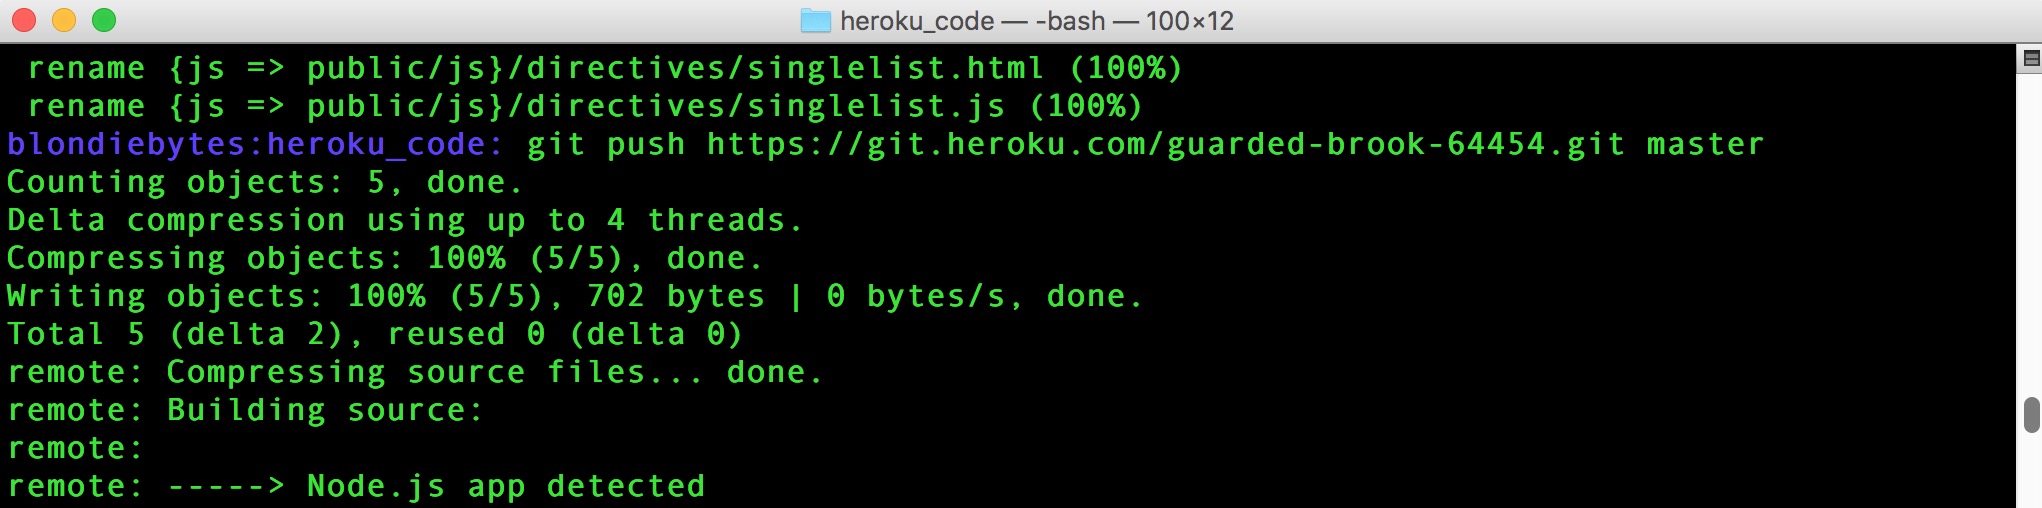 heroku_code — -bash — 100×12
rename {js => public/js}/directives/singlelist.html (100%)
rename {js => public/js}/directives/singlelist.js (100%)
blondiebytes:heroku_code: git push https://git.heroku.com/guarded-brook-64454.git master
Counting objects: 5, done.
Delta compression using up to 4 threads.
Compressing objects: 100% (5/5), done.
Writing objects: 100% (5/5), 702 bytes | 0 bytes/s, done.
Total 5 (delta 2), reused 0 (delta 0)
remote: Compressing source files... done.
remote: Building source:
remote:
remote: -----> Node.js app detected